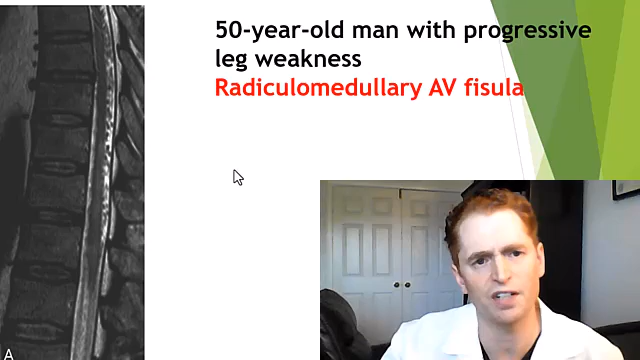 50-year-old man with progressive
leg weakness
Radiculomedullary AV fisula
A